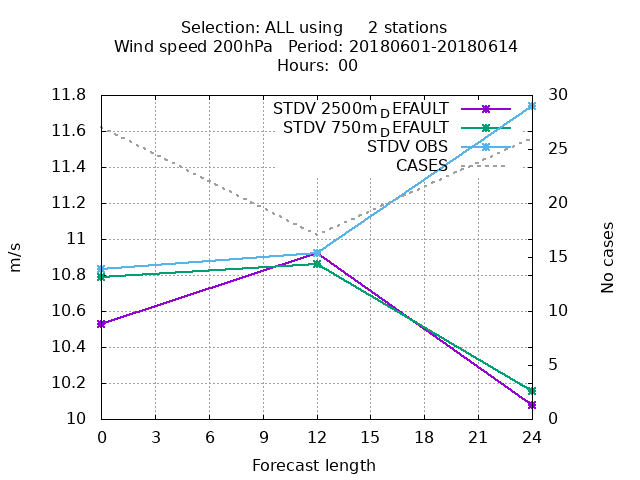 Selection: ALL using     2 stations
Wind speed 200hPa   Period: 20180601-20180614
Hours: 00
STDV 2500m_DEFAULT
STDV 750m_DEFAULT
STDV OBS
CASES
11.8
11.6
11.4
11.2
11
10.8
10.6
10.4
10.2
10
m/s
30
25
20
15
10
5
0
No cases
0 3 6 9 12 15 18 21 24
Forecast length